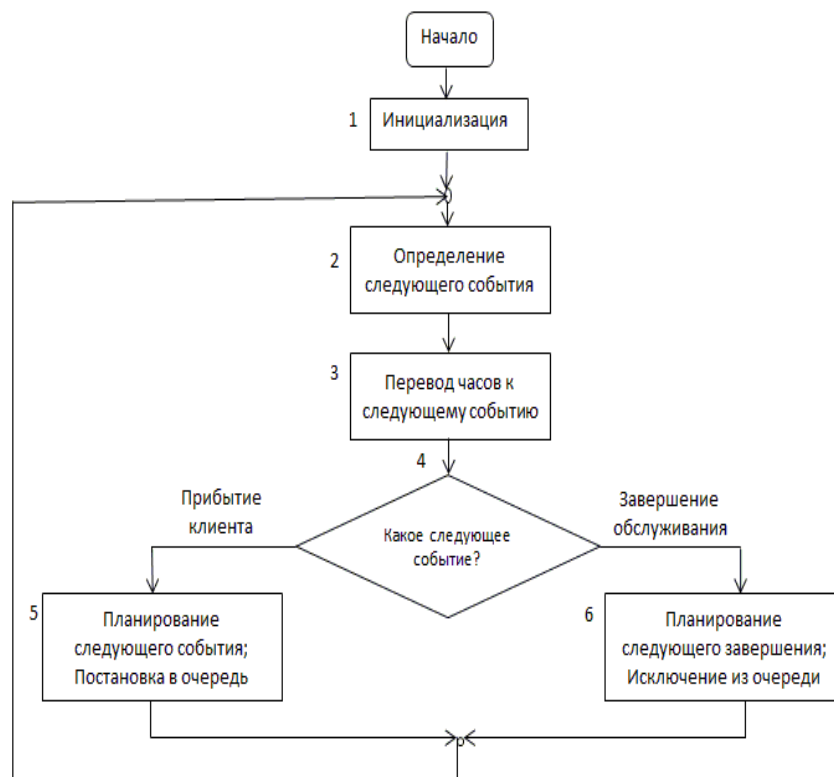 Начало
1
Инициализация
2
Определение
следующего события
3
Перевод часов к
следующему событию
4
Прибытие
клиента
Какое следующее
событие?
Завершение
обслуживания
5
Планирование
следующего события;
Постановка в очередь
6
Планирование
следующего завершения;
Исключение из очереди